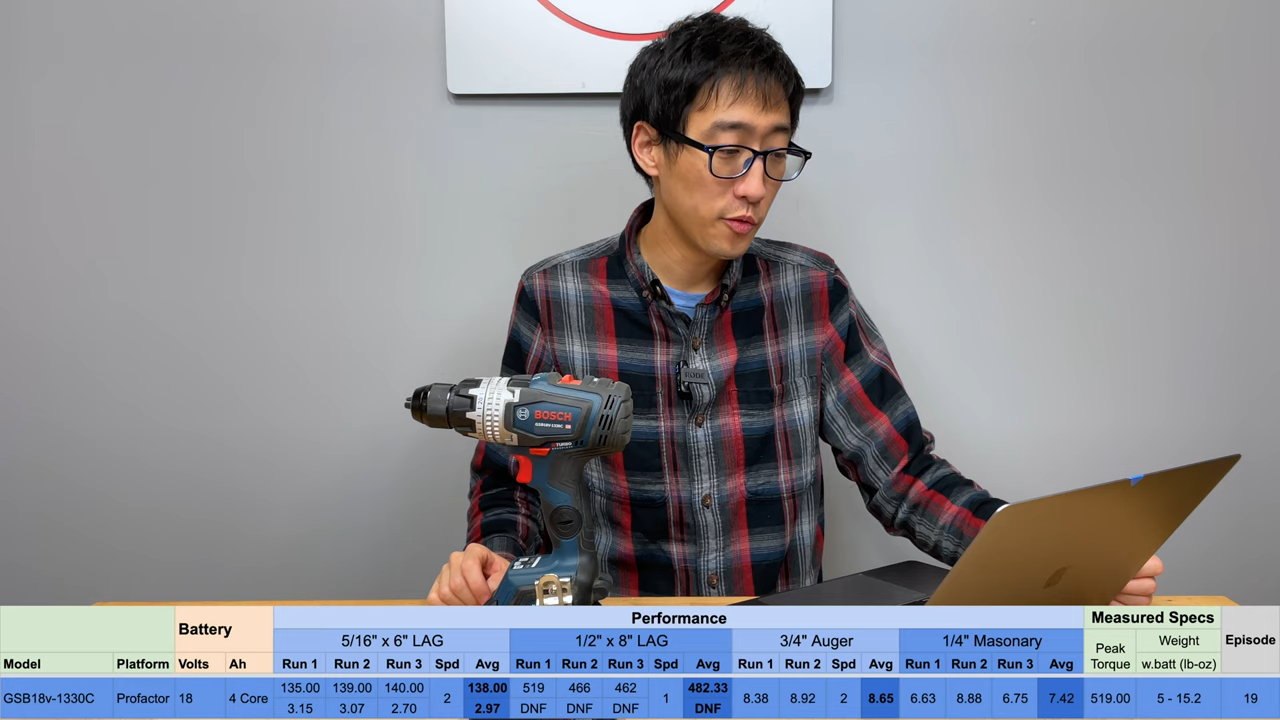 RODE
BOSCH
GSB18V-1330C
Performance
Measured Specs
Battery
5/16" x 6" LAG
1/2" x 8" LAG
3/4" Auger
1/4" Masonary
Peak Torque
Weight
Episode
Model
Platform
Volts
Ah
Run 1 Run 2 Run 3 Spd Avg
Run 1 Run 2 Run 3 Spd Avg
Run 1 Run 2 Spd Avg
Run 1 Run 2 Run 3 Avg
w.batt (lb-oz)
GSB18v-1330C Profactor 18 4 Core
135.00 139.00 140.00 2 138.00
3.15 3.07 2.70 2.97
519 466 462 1 482.33
DNF DNF DNF DNF
8.38 8.92 2 8.65
6.63 8.88 6.75 7.42
519.00 5 - 15.2 19